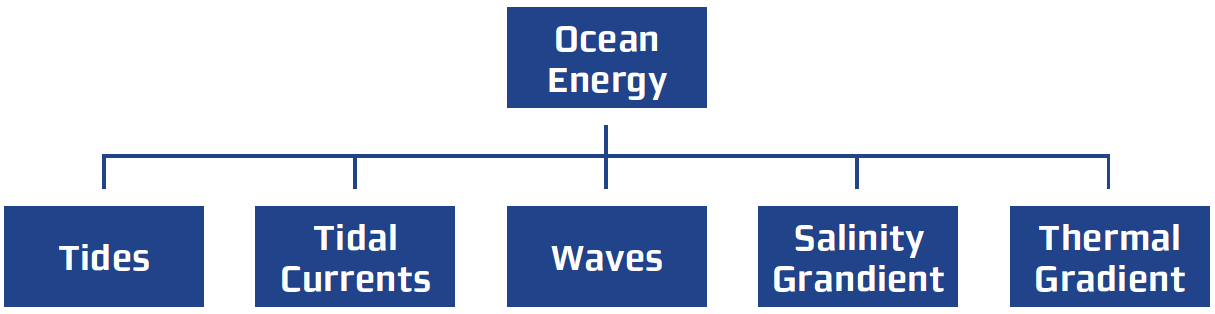 Ocean
Energy
Tides
Tidal
Currents
Waves
Salinity
Grandient
Thermal
Gradient